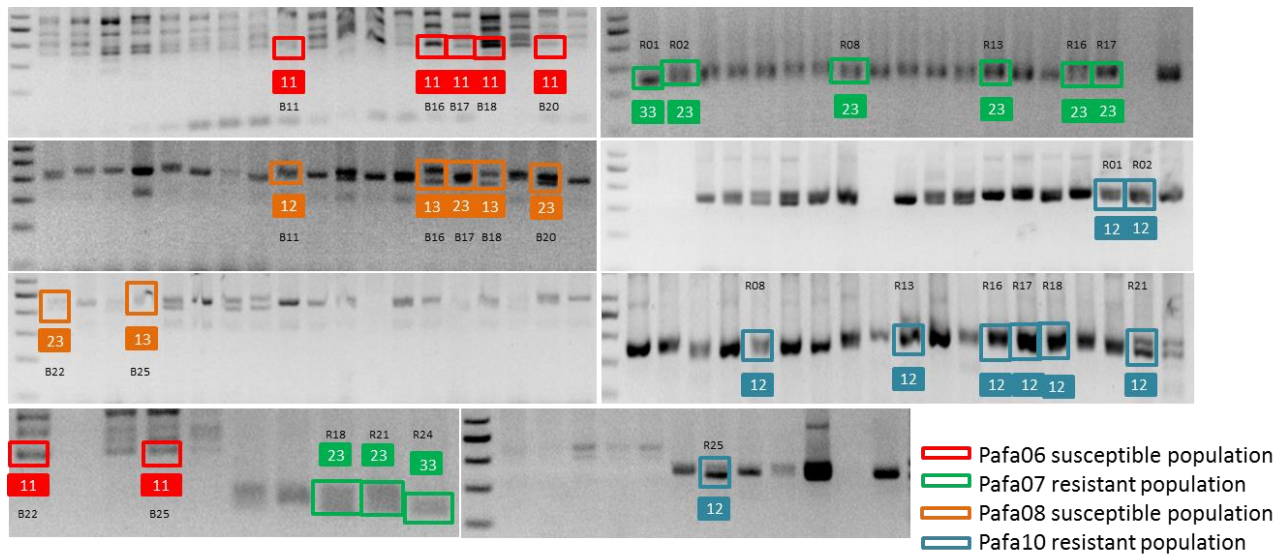 11 11 11 11 11
B11 B16 B17 B18 B20
R01 R02 R08 R13 R16 R17
33 23 23 23 23 23
12 13 23 13 23
B11 B16 B17 B18 B20
R01 R02
12 12
23 13
B22 B25
R08 R13 R16 R17 R18 R21
12 12 12 12 12 12
R18 R21 R24
23 23 33
11 11
B22 B25
R25
12
Pafa06 susceptible population
Pafa07 resistant population
Pafa08 susceptible population
Pafa10 resistant population